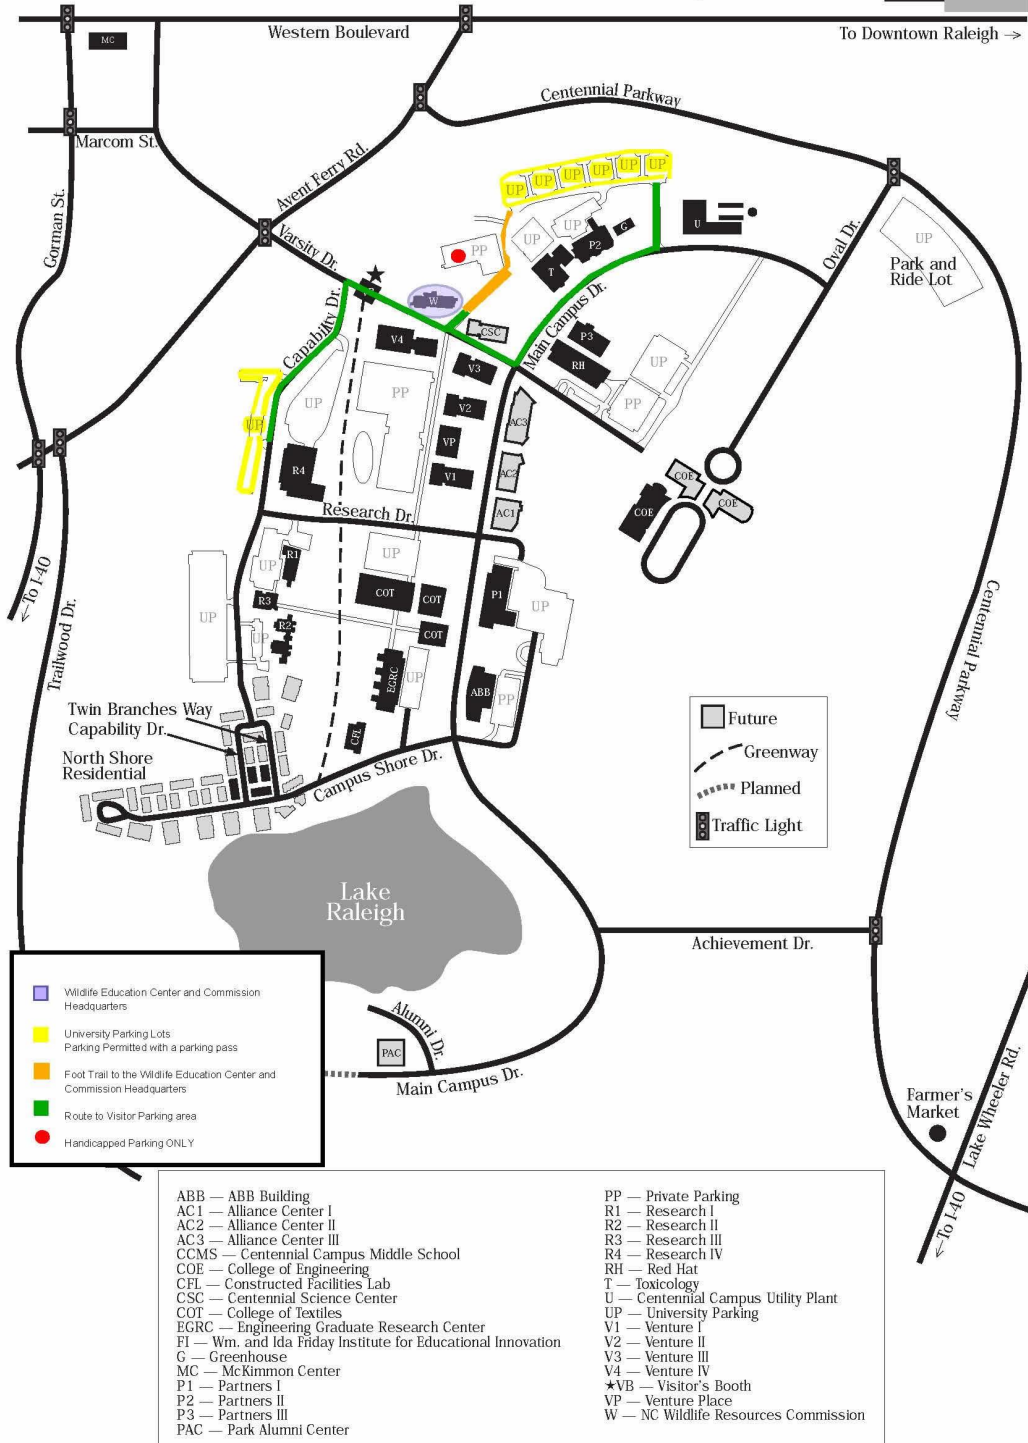 Western Boulevard
To Downtown Raleigh →
MC
Centennial Parkway
Marcom St.
Avent Ferry Rd.
Gorman St.
Varsity Dr.
UP
UP
UP
UP
UP
UP
UP
UP
PP
P2
G
U
T
W
Oval Dr.
UP
Park and
Ride Lot
Capability Dr.
V4
CSC
Main Campus Dr.
P3
RH
UP
PP
V3
UP
PP
V2
AC3
UP
VP
R4
V1
AC2
AC1
COE
COE
COE
Research Dr.
R1
UP
UP
COT
COT
P1
UP
R3
UP
R2
UP
COT
←To I-40
Trailwood Dr.
Centennial Parkway
EGRC
UP
ABB
PP
CFL
Twin Branches Way
Capability Dr.
North Shore
Residential
Campus Shore Dr.
Future
Greenway
Planned
Traffic Light
Lake
Raleigh
Achievement Dr.
Wildlife Education Center and Commission
Headquarters
University Parking Lots
Parking Permitted with a parking pass
Foot Trail to the Wildlife Education Center and
Commission Headquarters
Route to Visitor Parking area
Handicapped Parking ONLY
Alumni Dr.
PAC
Main Campus Dr.
Farmer's
Market
Lake Wheeler Rd.
←To I-40
ABB — ABB Building
AC1 — Alliance Center I
AC2 — Alliance Center II
AC3 — Alliance Center III
CCMS — Centennial Campus Middle School
COE — College of Engineering
CFL — Constructed Facilities Lab
CSC — Centennial Science Center
COT — College of Textiles
EGRC — Engineering Graduate Research Center
FI — Wm. and Ida Friday Institute for Educational Innovation
G — Greenhouse
MC — McKimmon Center
P1 — Partners I
P2 — Partners II
P3 — Partners III
PAC — Park Alumni Center
PP — Private Parking
R1 — Research I
R2 — Research II
R3 — Research III
R4 — Research IV
RH — Red Hat
T — Toxicology
U — Centennial Campus Utility Plant
UP — University Parking
V1 — Venture I
V2 — Venture II
V3 — Venture III
V4 — Venture IV
★VB — Visitor's Booth
VP — Venture Place
W — NC Wildlife Resources Commission